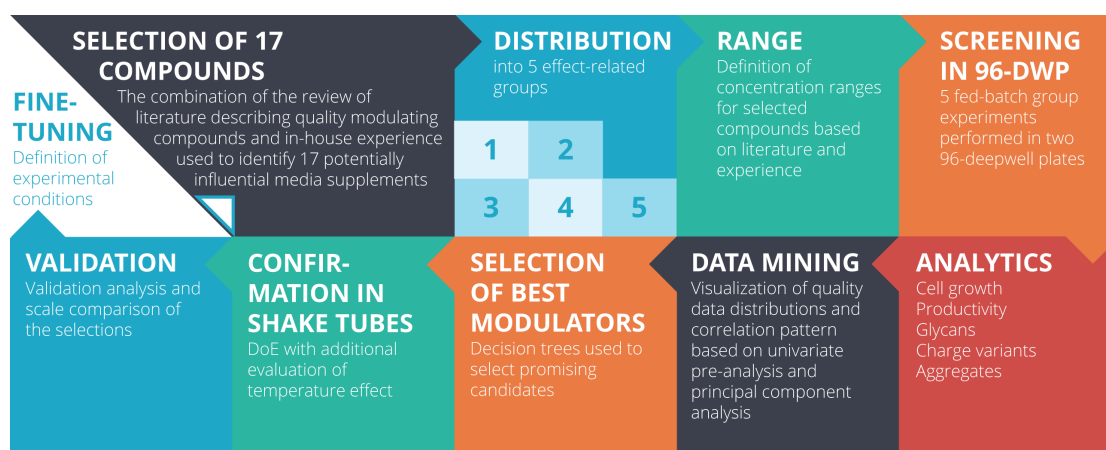 SELECTION OF 17
COMPOUNDS
The combination of the review of
literature describing quality modulating
compounds and in-house experience
used to identify 17 potentially
influential media supplements
DISTRIBUTION
into 5 effect-related
groups
1 2
3 4 5
RANGE
Definition of
concentration ranges
for selected
compounds based
on literature and
experience
SCREENING
IN 96-DWP
5 fed-batch group
experiments
performed in two
96-deepwell plates
ANALYTICS
Cell growth
Productivity
Glycans
Charge variants
Aggregates
DATA MINING
Visualization of quality
data distributions and
correlation pattern
based on univariate
pre-analysis and
principal component
analysis
SELECTION
OF BEST
MODULATORS
Decision trees used to
select promising
candidates
CONFIR-
MATION IN
SHAKE TUBES
DoE with additional
evaluation of
temperature effect
VALIDATION
Validation analysis and
scale comparison of
the selections
FINE-
TUNING
Definition of
experimental
conditions